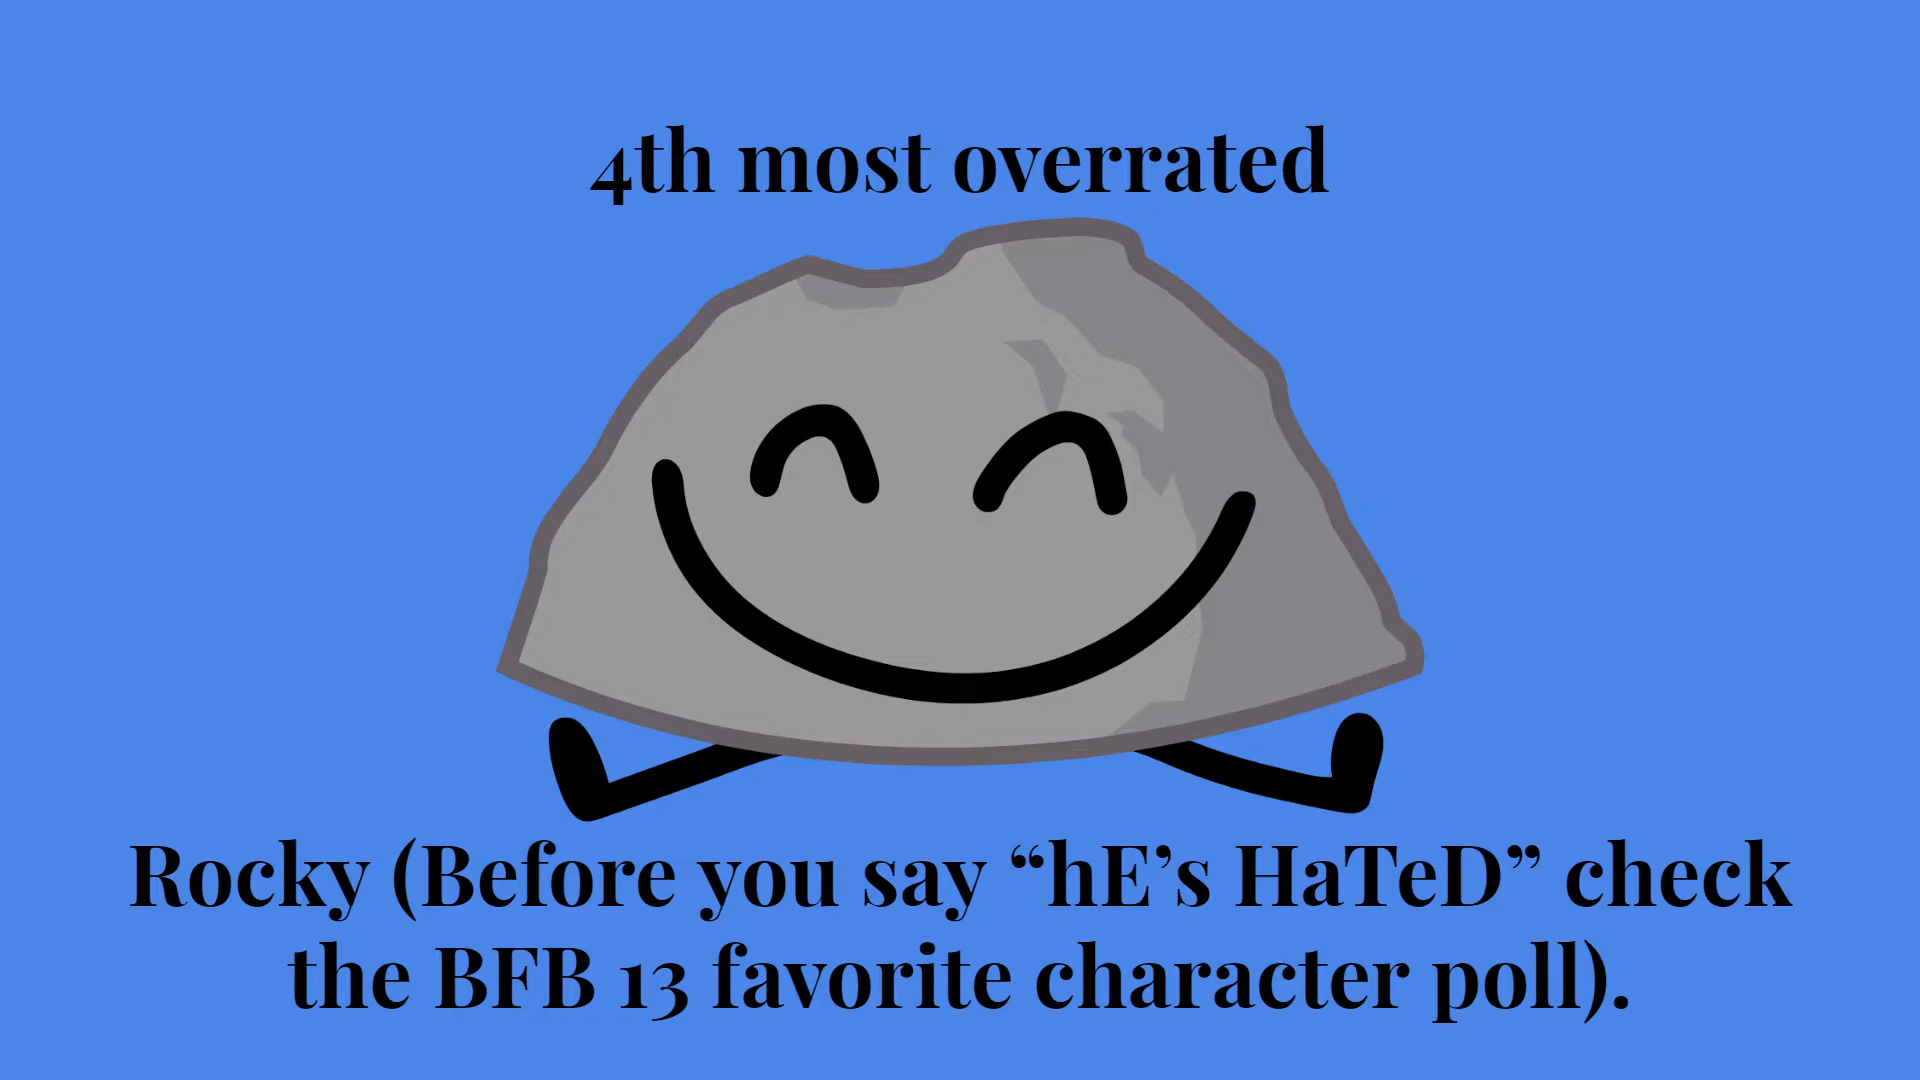 4th most overrated
Rocky (Before you say “hE’s HaTeD” check
the BFB 13 favorite character poll).